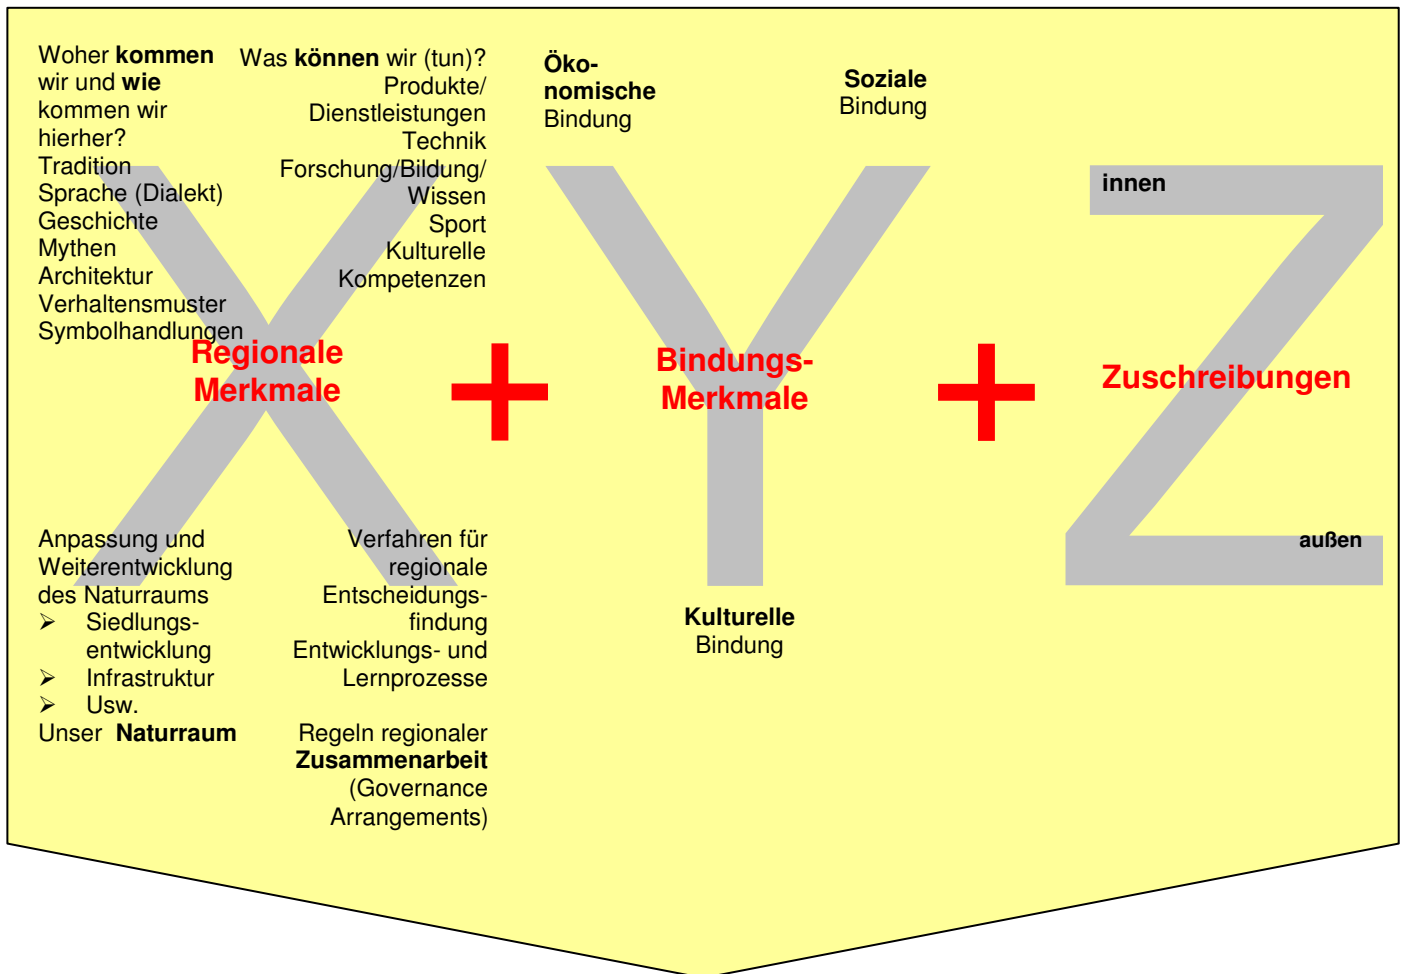 Woher kommen
wir und wie
kommen wir
hierher?
Tradition
Sprache (Dialekt)
Geschichte
Mythen
Architektur
Verhaltensmuster
Symbolhandlungen
Was können wir (tun)?
Produkte/
Dienstleistungen
Technik
Forschung/Bildung/
Wissen
Sport
Kulturelle
Kompetenzen
X
Regionale
Merkmale
Anpassung und
Weiterentwicklung
des Naturraums
➢ Siedlungs-
entwicklung
➢ Infrastruktur
➢ Usw.
Unser Naturraum
Verfahren für
regionale
Entscheidungs-
findung
Entwicklungs- und
Lernprozesse
Regeln regionaler
Zusammenarbeit
(Governance
Arrangements)
+
Öko-
nomische
Bindung
Soziale
Bindung
Y
Bindungs-
Merkmale
Kulturelle
Bindung
+
innen
Z
Zuschreibungen
außen